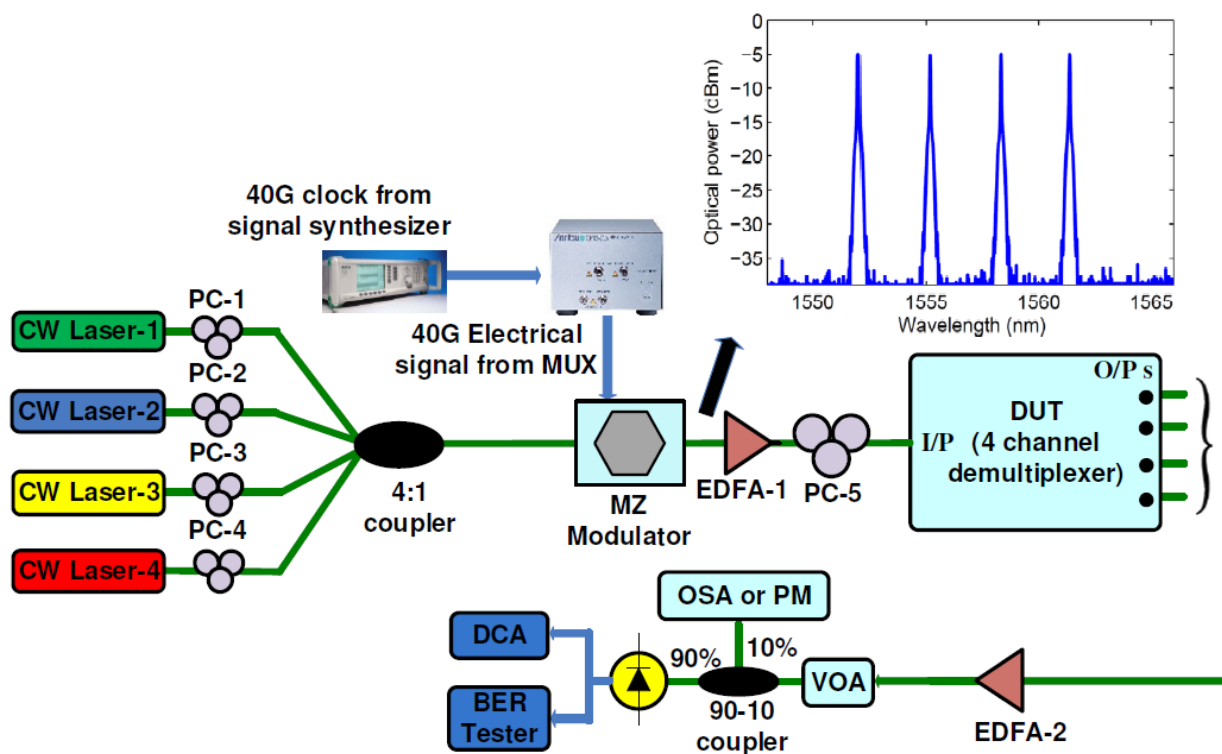 0
−5
−10
−15
−20
−25
−30
−35
Optical power (cBm)
1550
1555
1560
1565
Wavelength (nm)
40G clock from
signal synthesizer
Anritsu
40G Electrical
signal from MUX
PC-1
CW Laser-1
PC-2
CW Laser-2
PC-3
CW Laser-3
PC-4
CW Laser-4
4:1
coupler
MZ
Modulator
EDFA-1
PC-5
O/P s
DUT
I/P (4 channel
demultiplexer)
OSA or PM
DCA
90%
10%
BER
Tester
90-10
coupler
VOA
EDFA-2